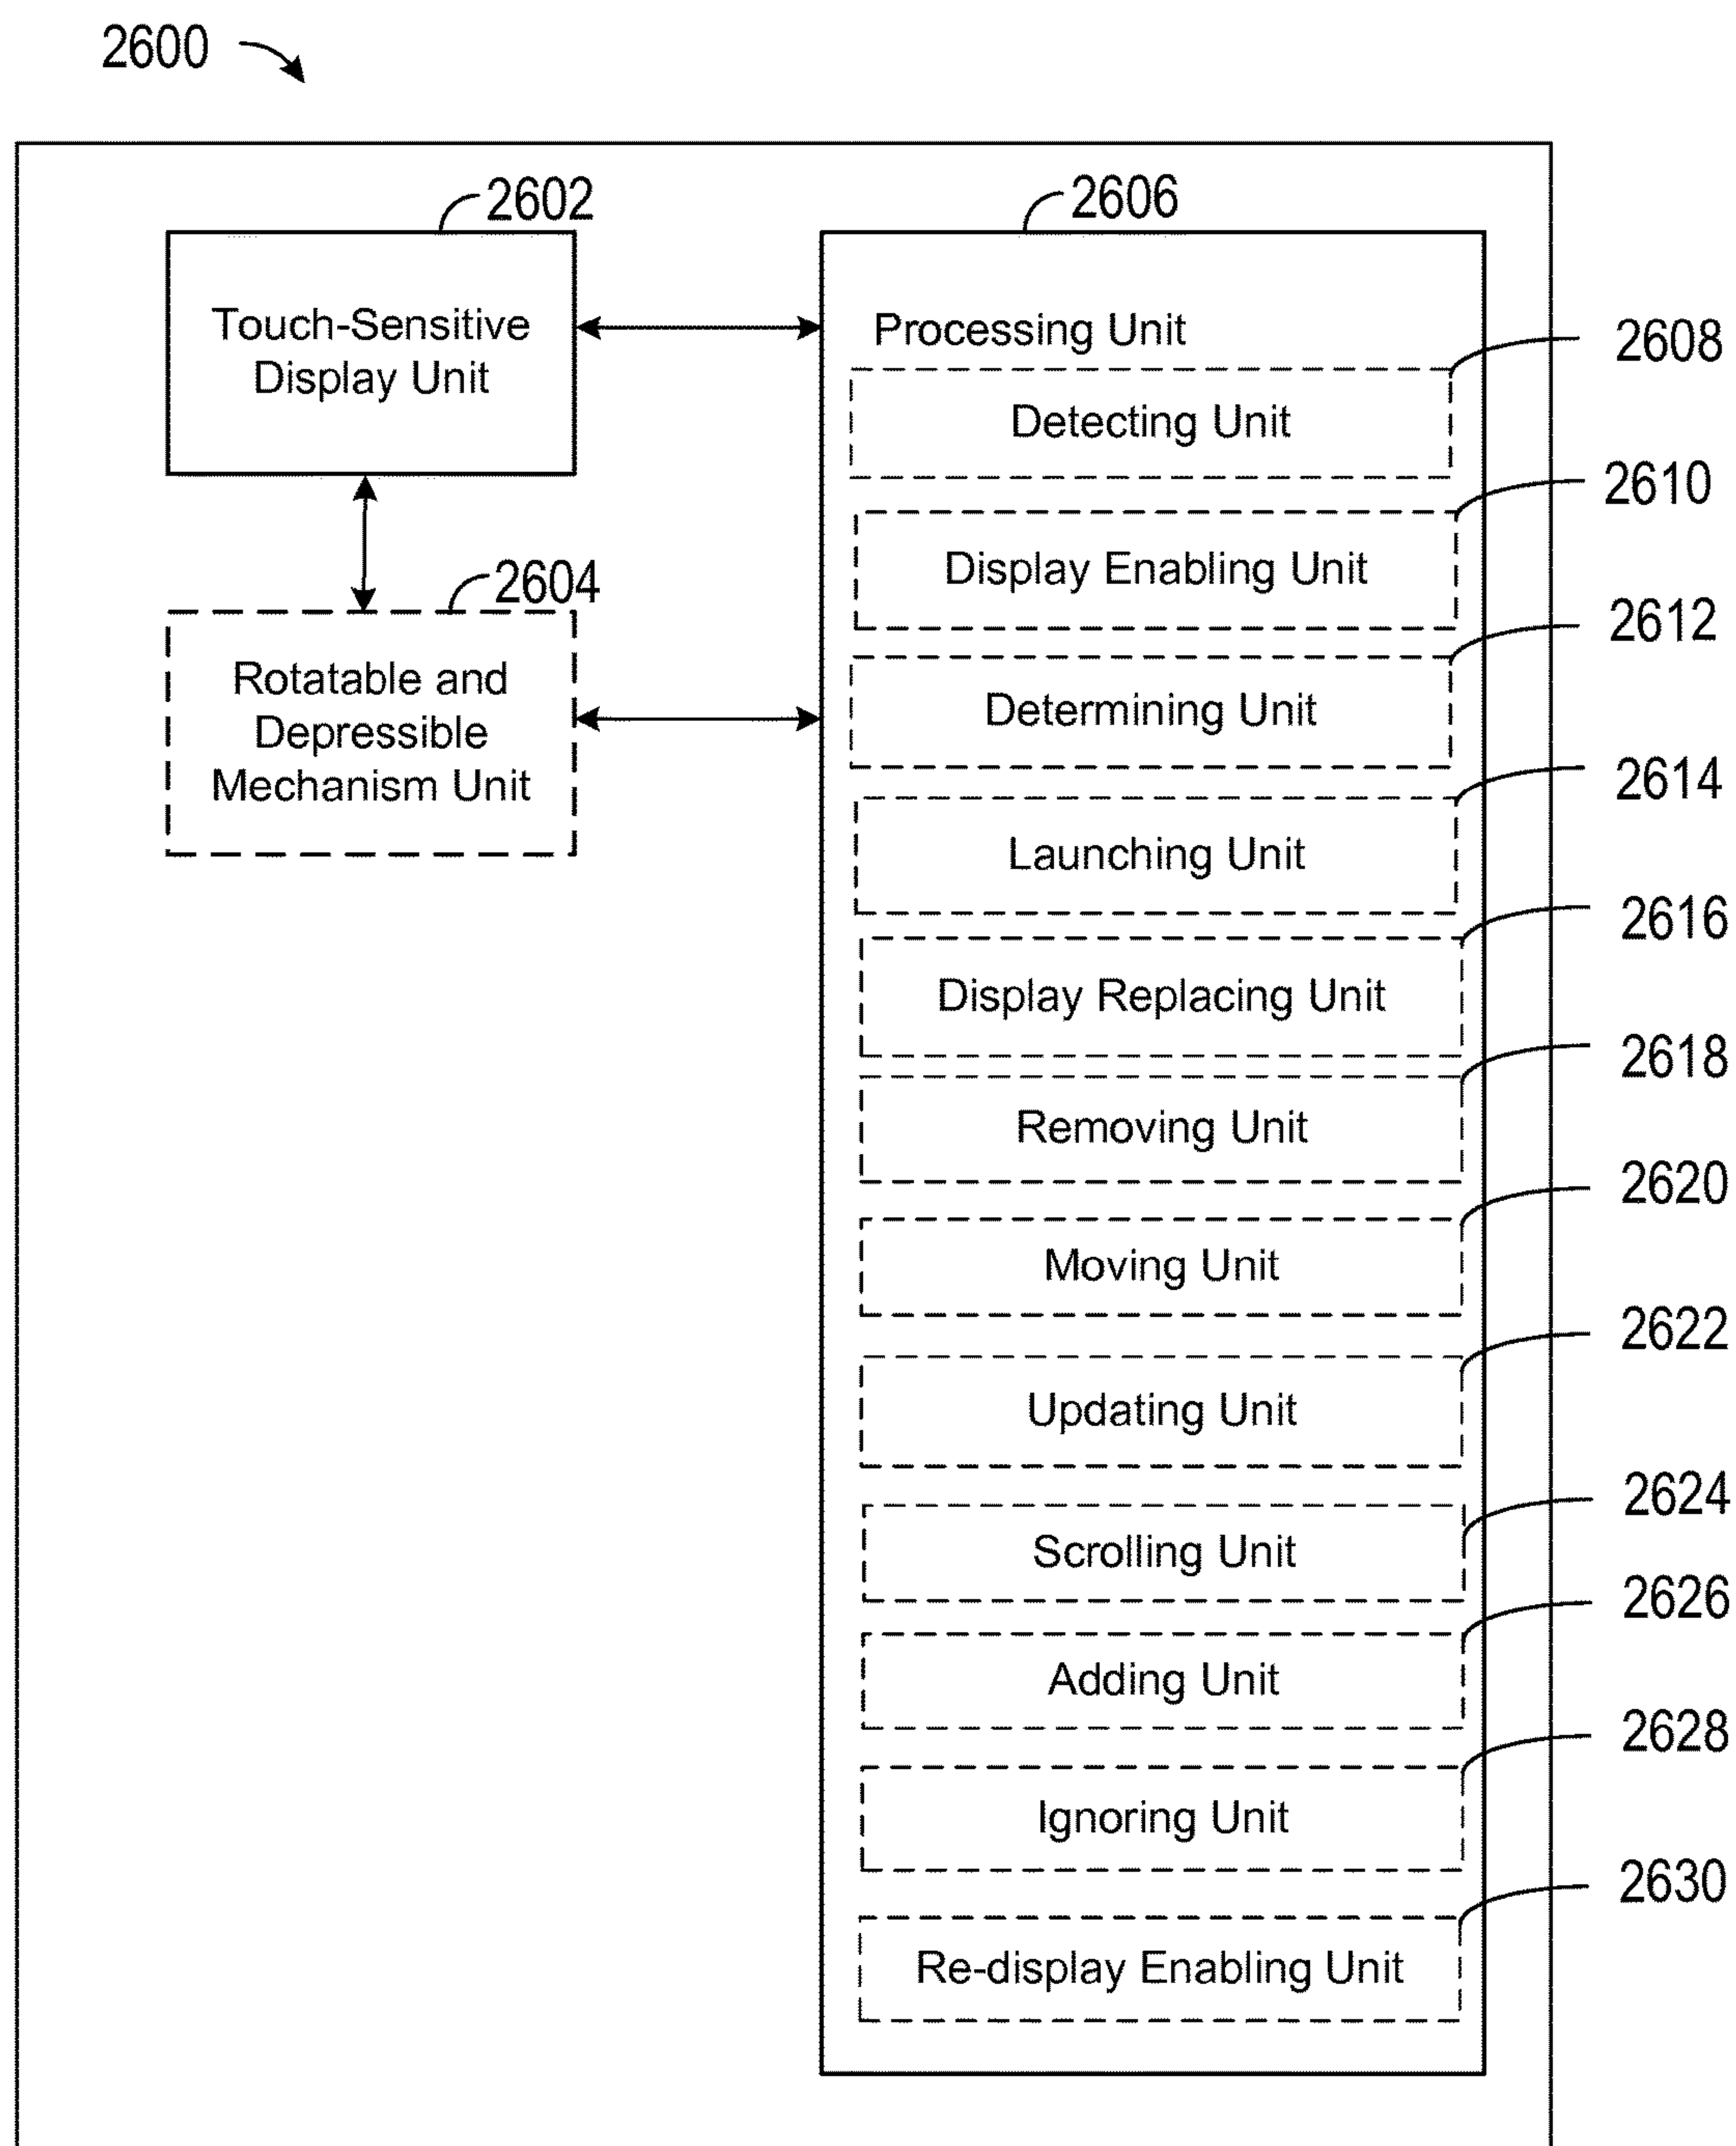 2600
2602
2606
Touch-Sensitive
Display Unit
Processing Unit
2608
Detecting Unit
2610
Display Enabling Unit
2604
2612
Rotatable and
Depressible
Mechanism Unit
Determining Unit
2614
Launching Unit
2616
Display Replacing Unit
2618
Removing Unit
2620
Moving Unit
2622
Updating Unit
2624
Scrolling Unit
2626
Adding Unit
2628
Ignoring Unit
2630
Re-display Enabling Unit